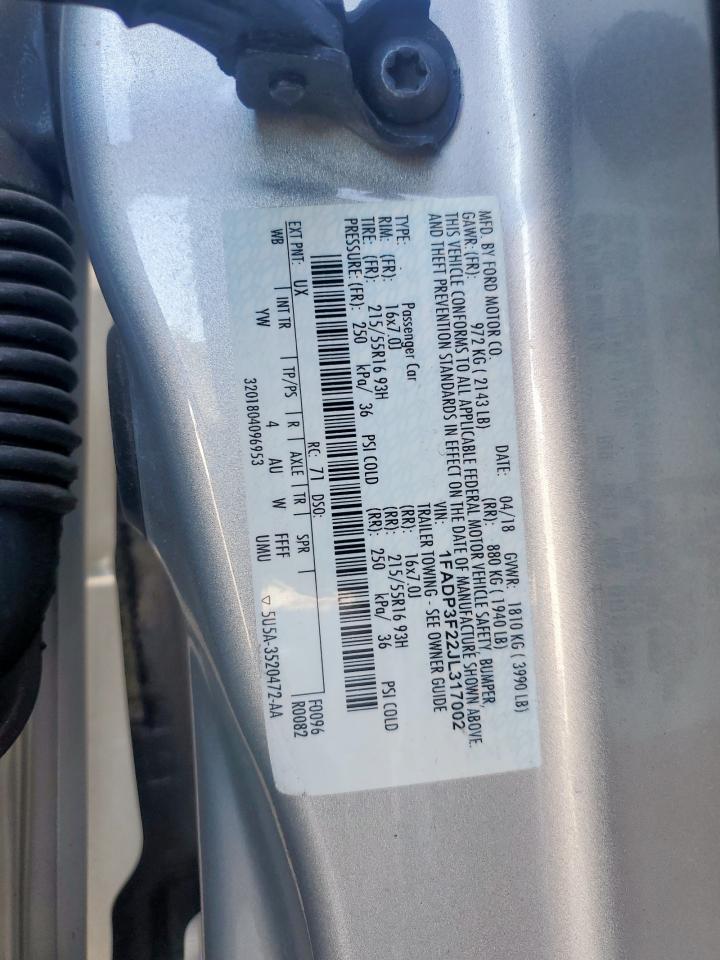 MFD. BY FORD MOTOR CO. DATE: 04/18 GVWR: 1810 KG ( 3990 LB)
GAWR: (FR): 972 KG ( 2143 LB) (RR): 880 KG ( 1940 LB)
THIS VEHICLE CONFORMS TO ALL APPLICABLE FEDERAL MOTOR VEHICLE SAFETY, BUMPER,
AND THEFT PREVENTION STANDARDS IN EFFECT ON THE DATE OF MANUFACTURE SHOWN ABOVE.
VIN: 1FADP3F22JL317002
TYPE: Passenger Car TRAILER TOWING - SEE OWNER GUIDE
RIM: (FR): 16x7.0J (RR): 16x7.0J
TIRE: (FR): 215/55R16 93H (RR): 215/55R16 93H
PRESSURE: (FR): 250 kPa/ 36 PSI COLD (RR): 250 kPa/ 36 PSI COLD
EXT PNT: UX RC: 71 DSO: F0096
WB INT TR TP/PS R AXLE TR SPR R0082
YW 4 AU W FFFF UMU
3201804096953 ▽ 5U5A-3520472-AA